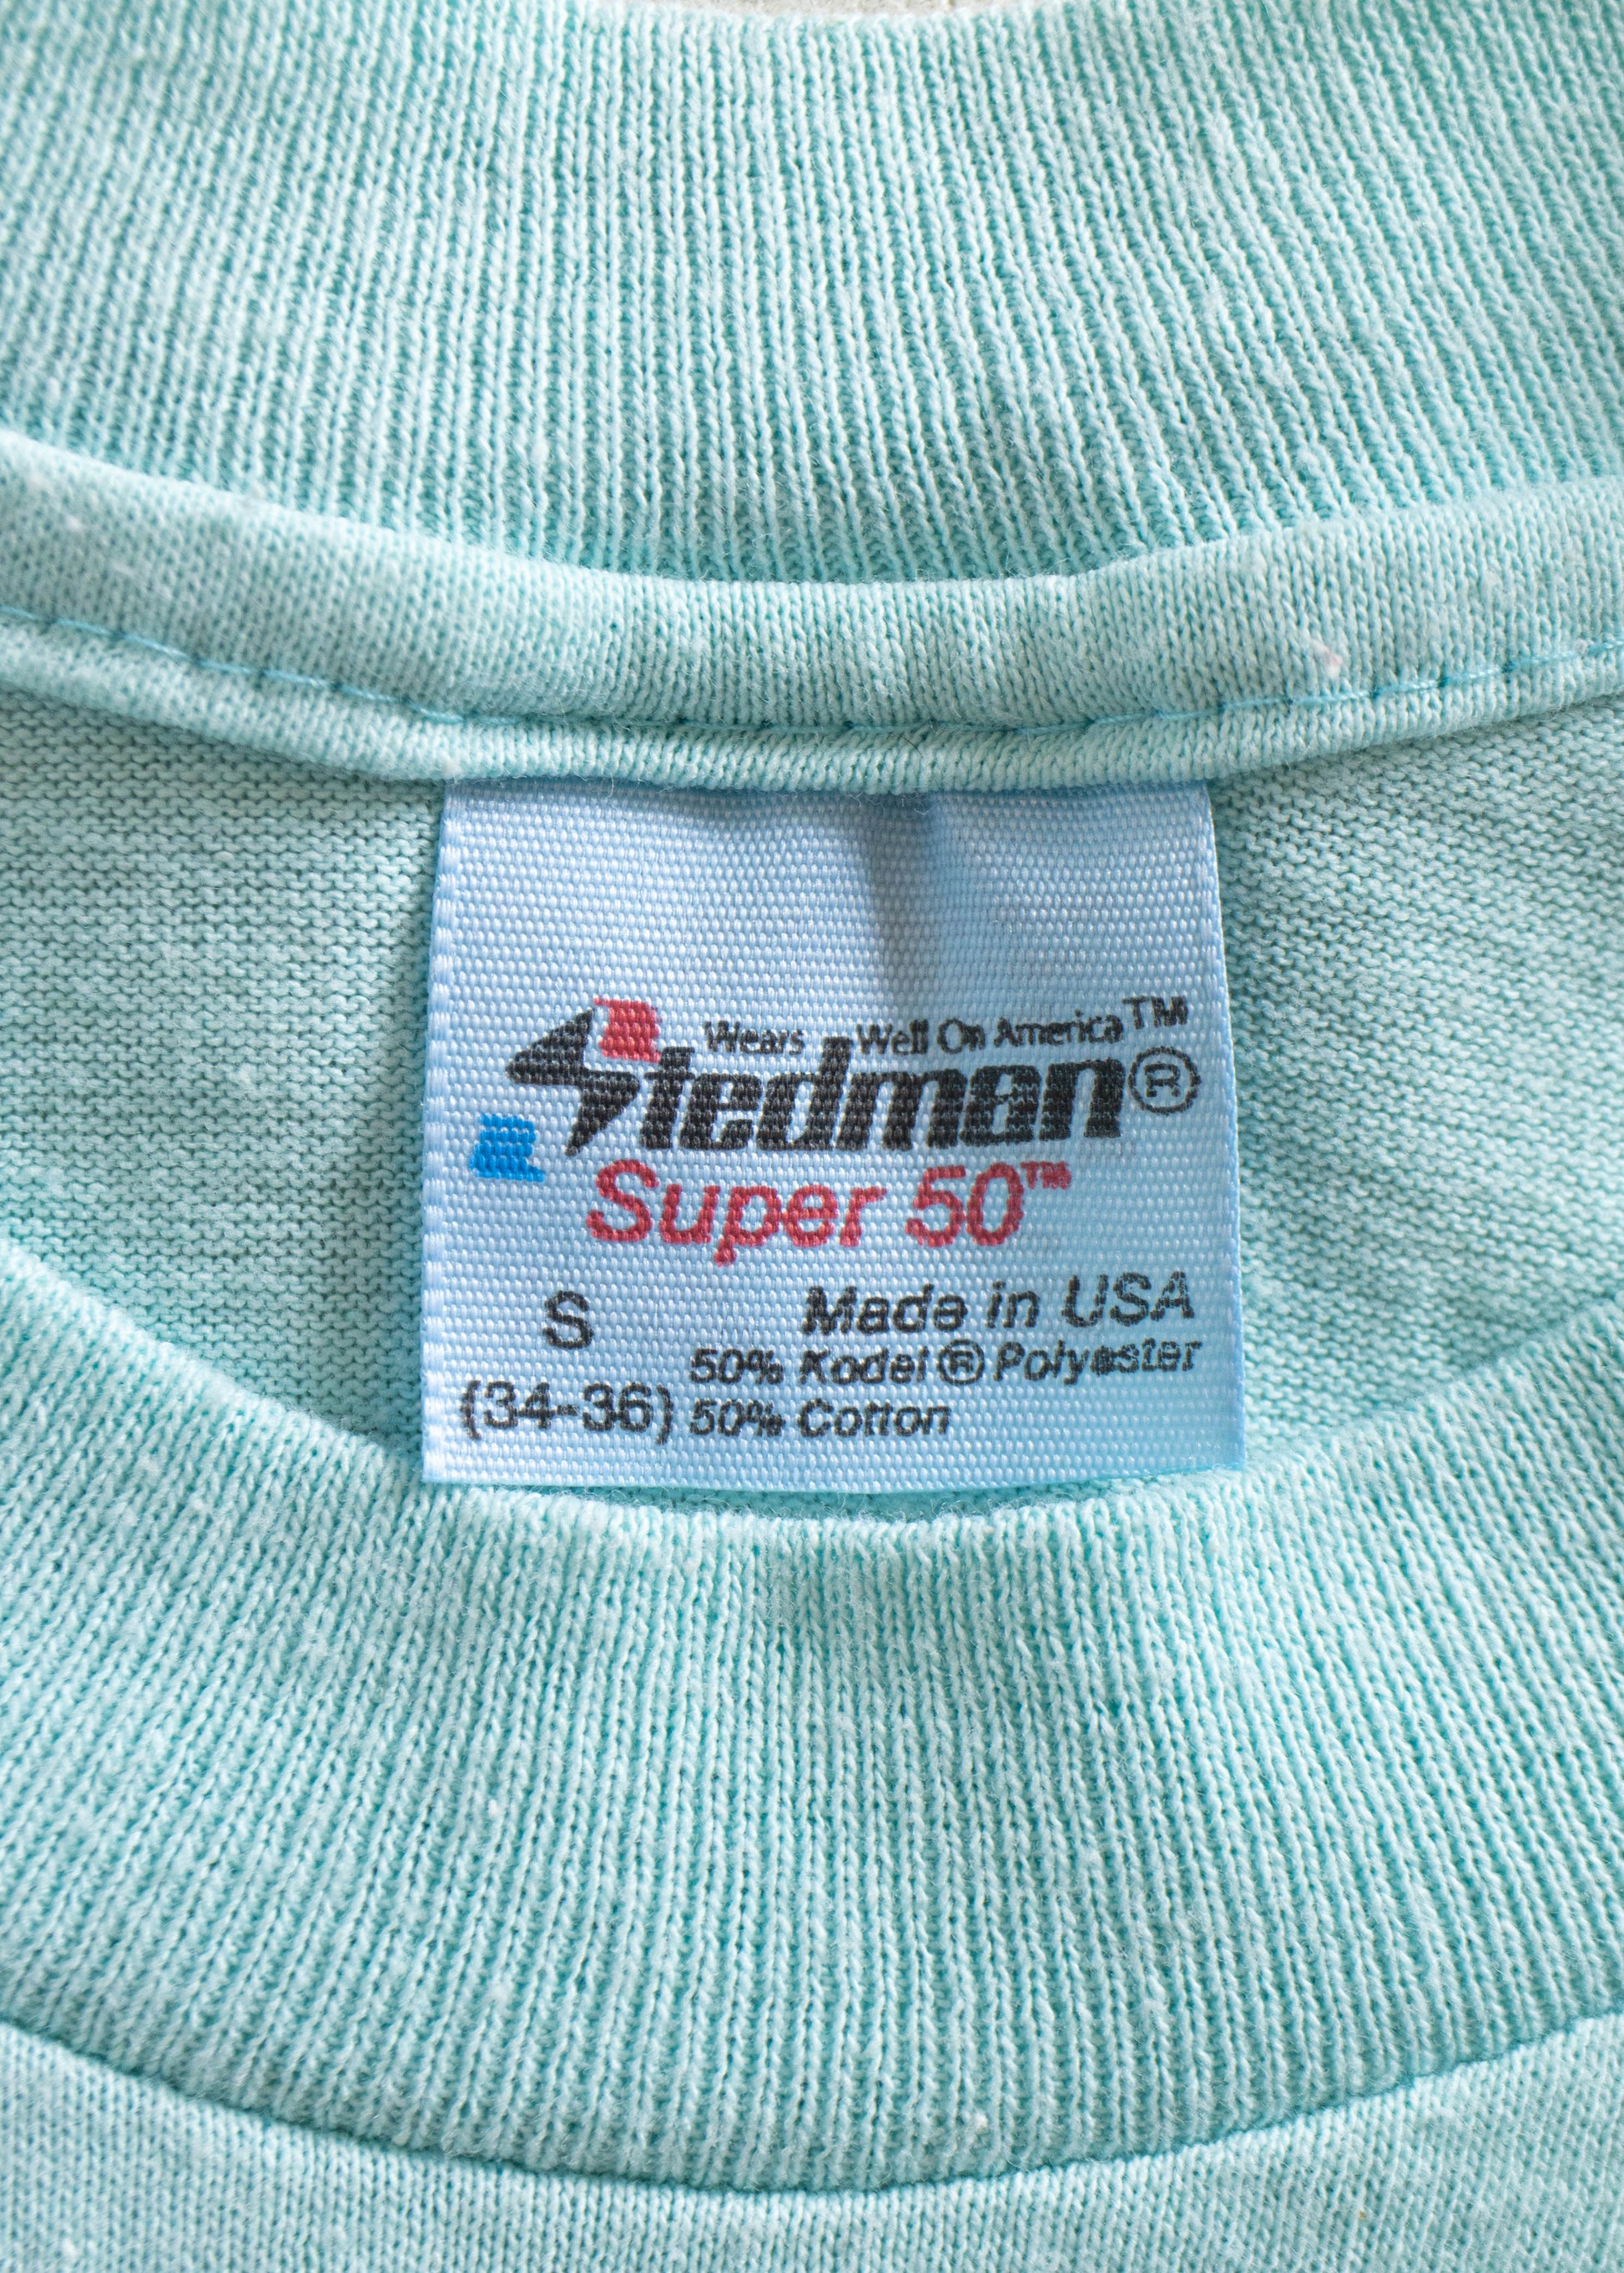 Wears Well On America™
Stedman®
Super 50™
S
Made in USA
50% Kodel® Polyester
(34-36) 50% Cotton